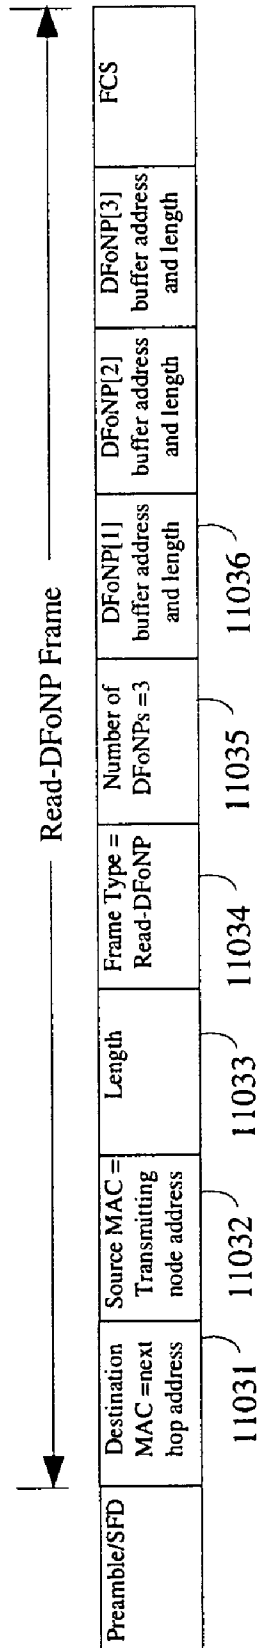 Read-DFoNP Frame
Preamble/SFD
Destination
MAC =next
hop address
Source MAC =
Transmitting
node address
Length
Frame Type =
Read-DFoNP
Number of
DFoNPs =3
DFoNP[1]
buffer address
and length
DFoNP[2]
buffer address
and length
DFoNP[3]
buffer address
and length
FCS
11031
11032
11033
11034
11035
11036